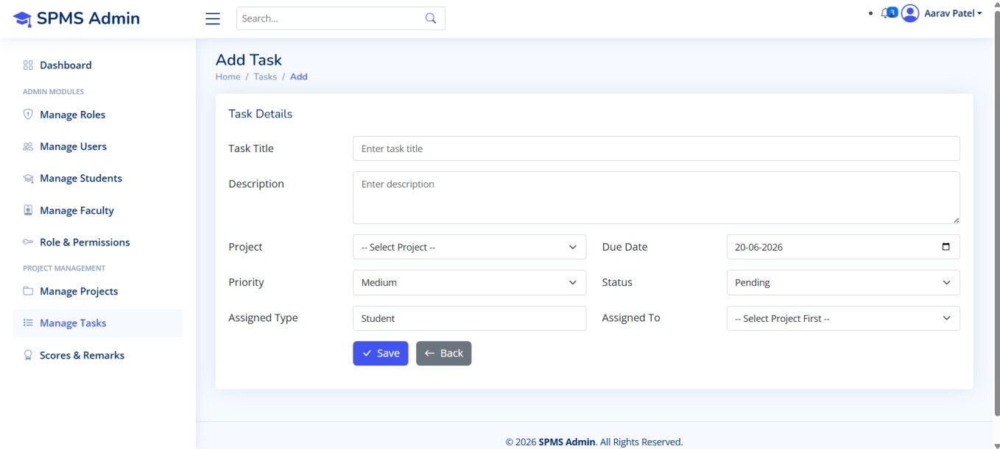 SPMS Admin
Search...
3
Aarav Patel
Dashboard
ADMIN MODULES
Manage Roles
Manage Users
Manage Students
Manage Faculty
Role & Permissions
PROJECT MANAGEMENT
Manage Projects
Manage Tasks
Scores & Remarks
Add Task
Home / Tasks / Add
Task Details
Task Title
Enter task title
Description
Enter description
Project
-- Select Project --
Due Date
20-06-2026
Priority
Medium
Status
Pending
Assigned Type
Student
Assigned To
-- Select Project First --
Save
Back
© 2026 SPMS Admin. All Rights Reserved.